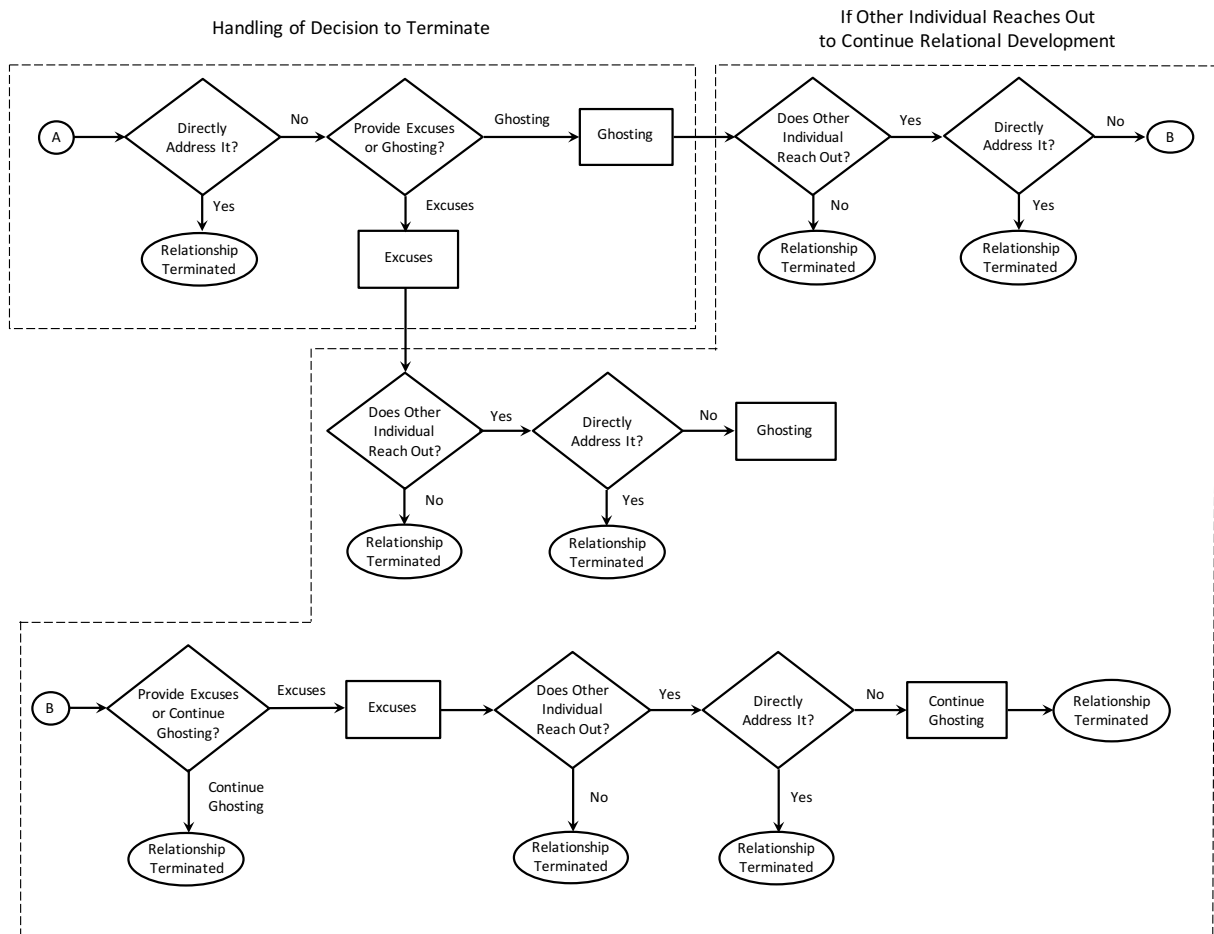 Handling of Decision to Terminate
If Other Individual Reaches Out
to Continue Relational Development
A
Directly
Address It?
No
Provide Excuses
or Ghosting?
Ghosting
Ghosting
Does Other
Individual
Reach Out?
Yes
Directly
Address It?
No
B
Yes
Relationship
Terminated
Excuses
Excuses
No
Relationship
Terminated
Yes
Relationship
Terminated
Does Other
Individual
Reach Out?
Yes
Directly
Address It?
No
Ghosting
No
Relationship
Terminated
Yes
Relationship
Terminated
B
Provide Excuses
or Continue
Ghosting?
Excuses
Excuses
Does Other
Individual
Reach Out?
Yes
Directly
Address It?
No
Continue
Ghosting
Relationship
Terminated
Continue
Ghosting
Relationship
Terminated
No
Relationship
Terminated
Yes
Relationship
Terminated